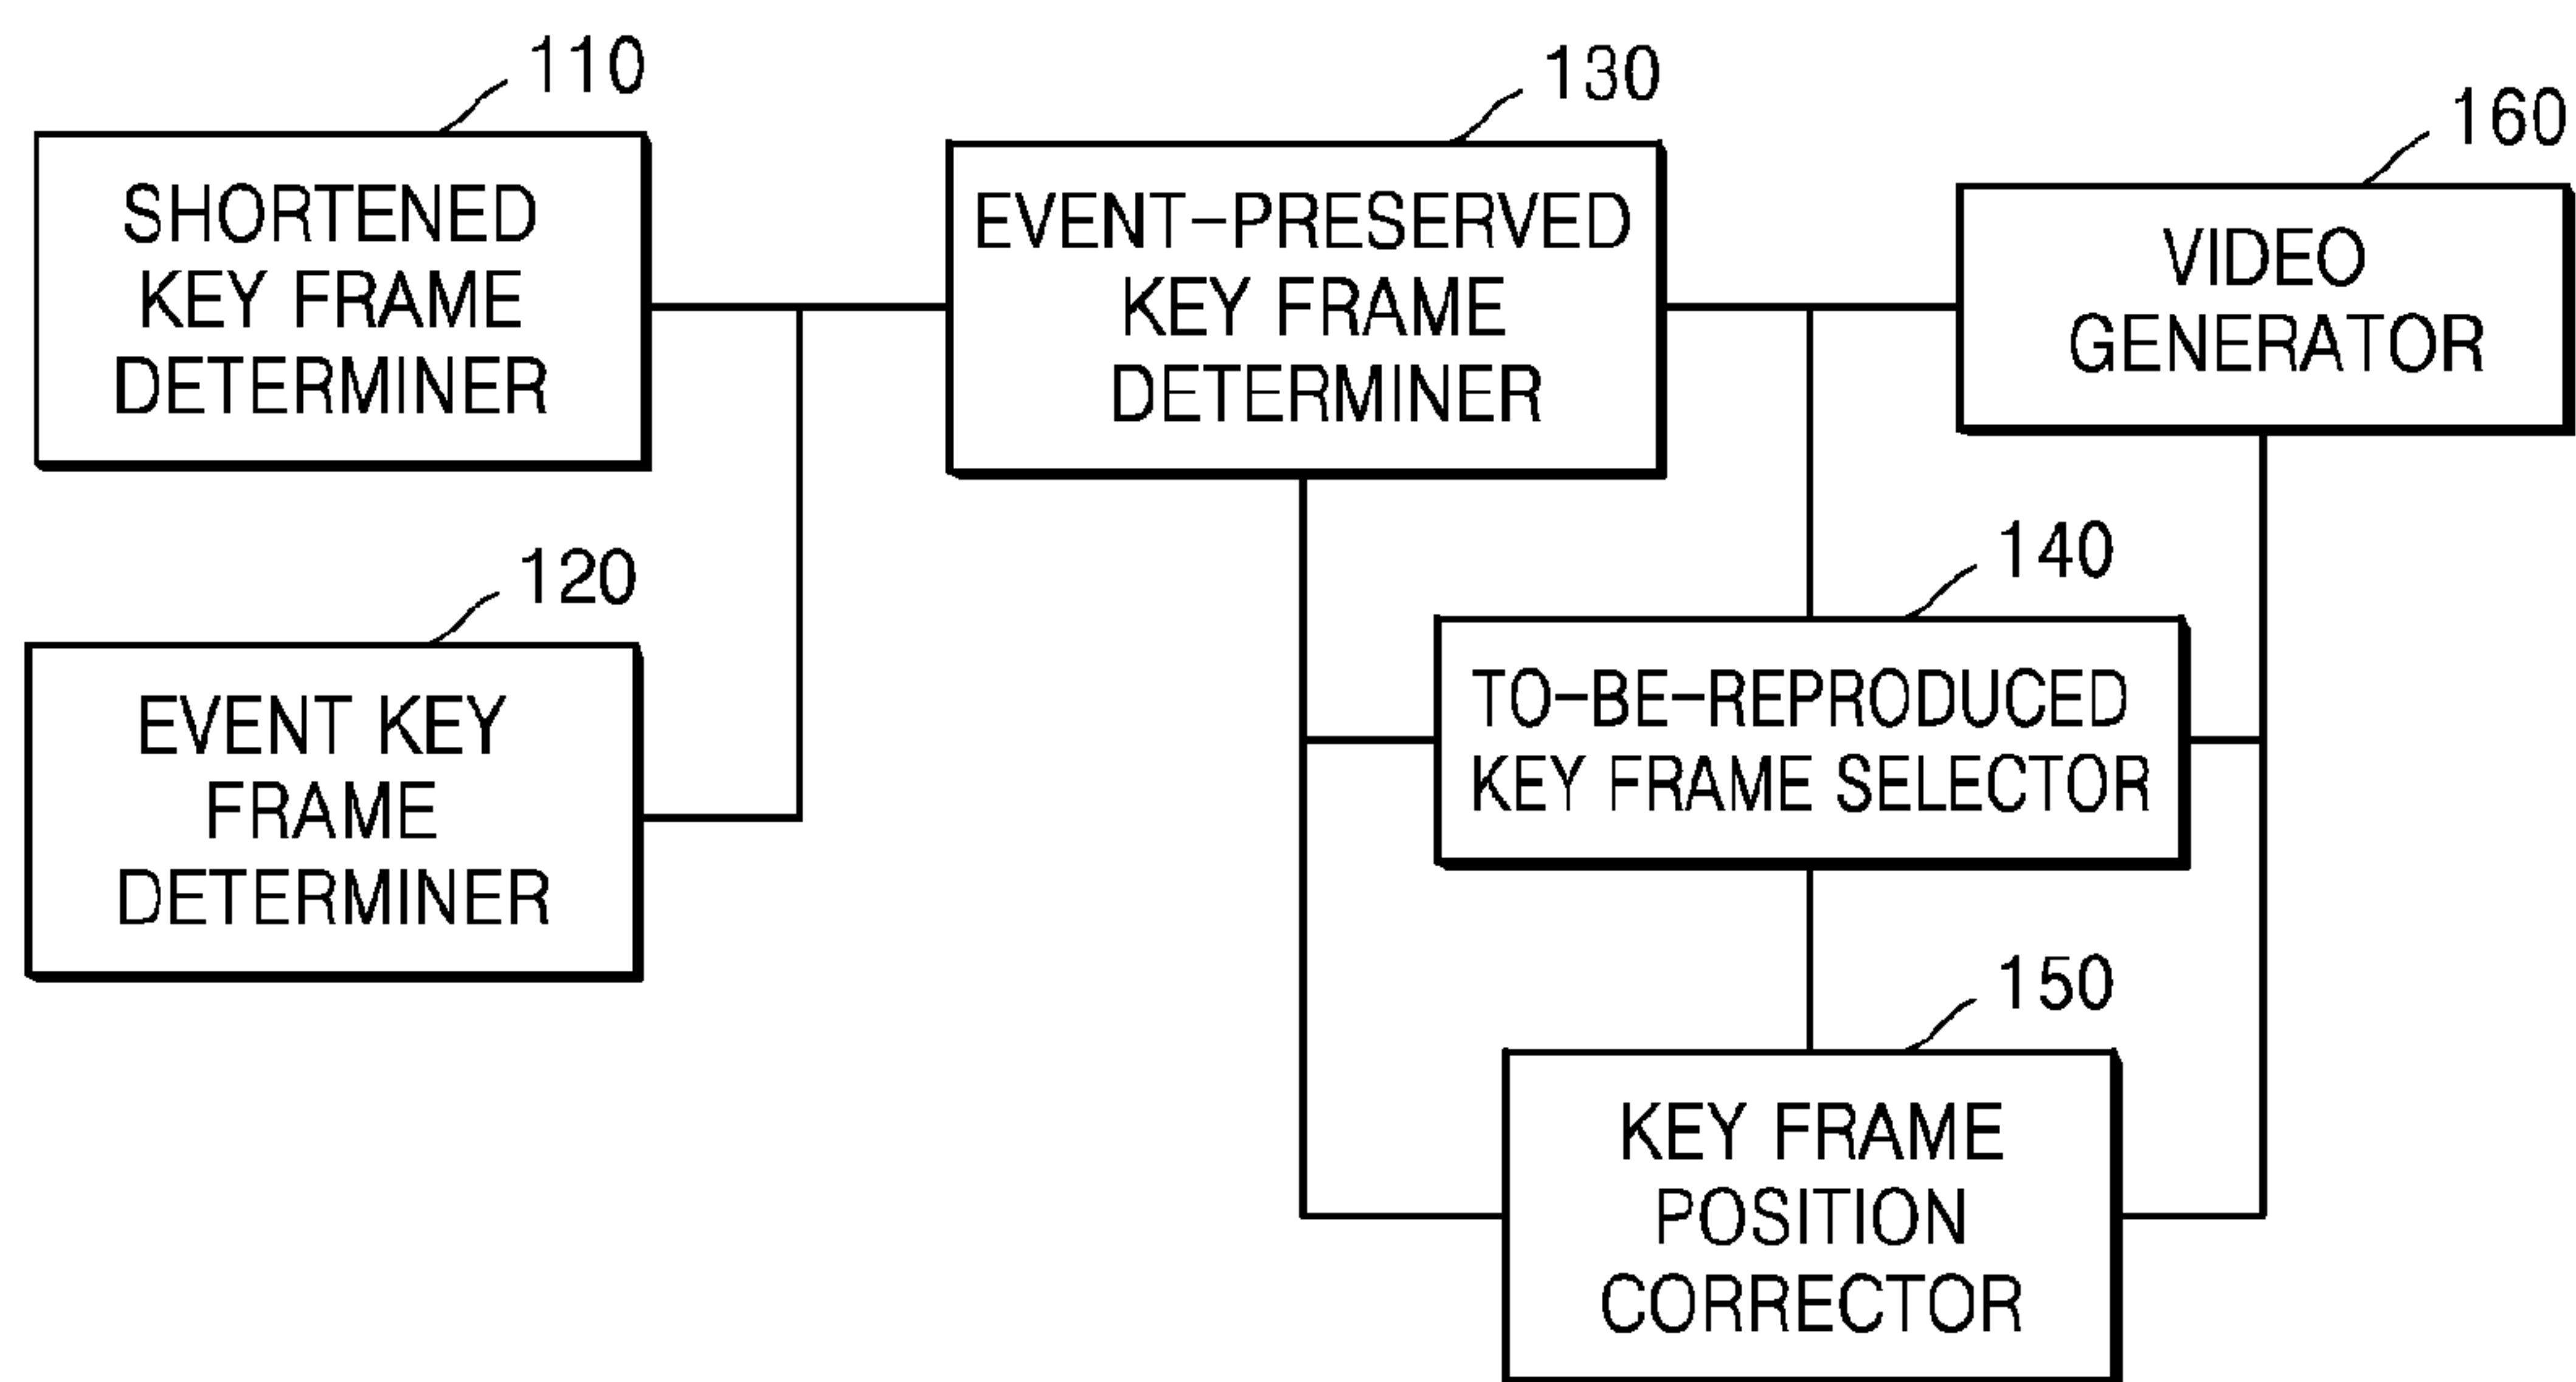 110
SHORTENED
KEY FRAME
DETERMINER
120
EVENT KEY
FRAME
DETERMINER
130
EVENT-PRESERVED
KEY FRAME
DETERMINER
140
TO-BE-REPRODUCED
KEY FRAME SELECTOR
150
KEY FRAME
POSITION
CORRECTOR
160
VIDEO
GENERATOR